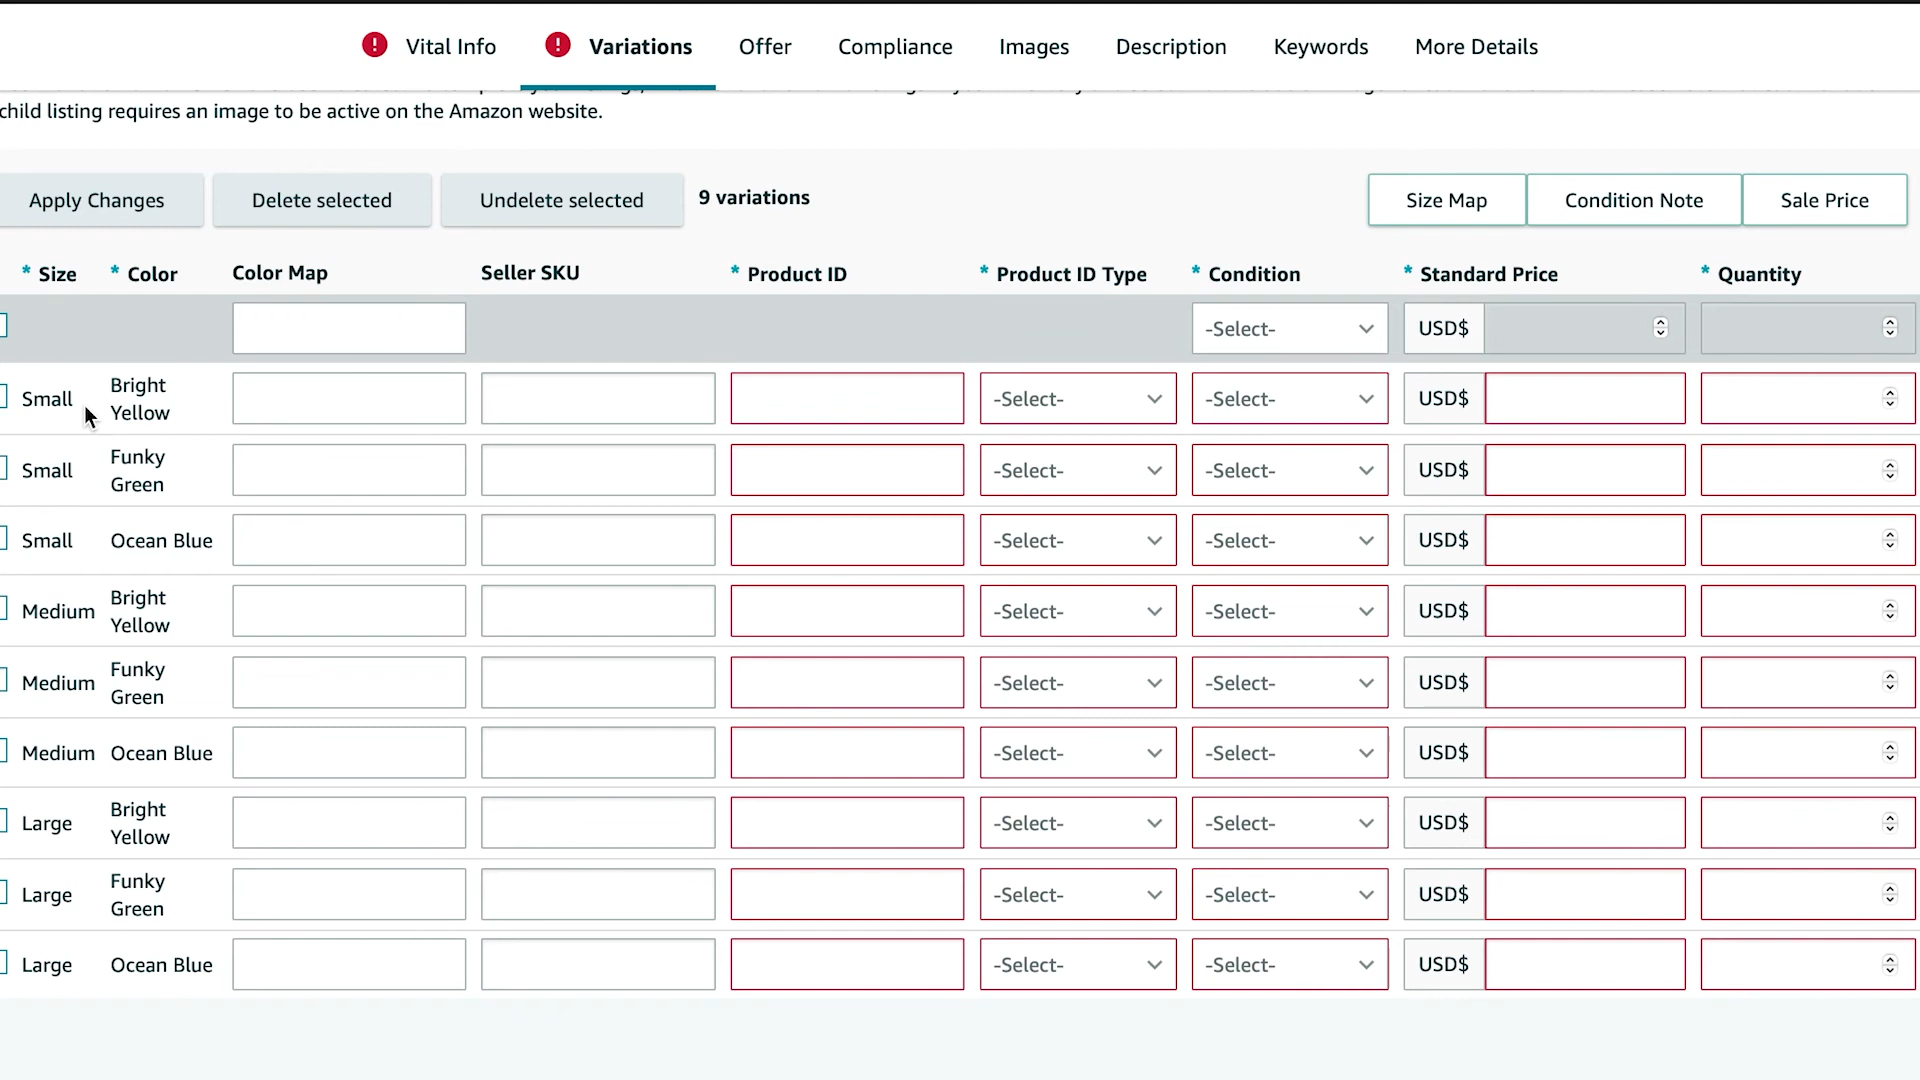 ! Vital Info ! Variations Offer Compliance Images Description Keywords More Details
child listing requires an image to be active on the Amazon website.
Apply Changes Delete selected Undelete selected 9 variations Size Map Condition Note Sale Price
* Size * Color Color Map Seller SKU * Product ID * Product ID Type * Condition * Standard Price * Quantity
-Select- USD$
Small Bright Yellow -Select- -Select- USD$
Small Funky Green -Select- -Select- USD$
Small Ocean Blue -Select- -Select- USD$
Medium Bright Yellow -Select- -Select- USD$
Medium Funky Green -Select- -Select- USD$
Medium Ocean Blue -Select- -Select- USD$
Large Bright Yellow -Select- -Select- USD$
Large Funky Green -Select- -Select- USD$
Large Ocean Blue -Select- -Select- USD$